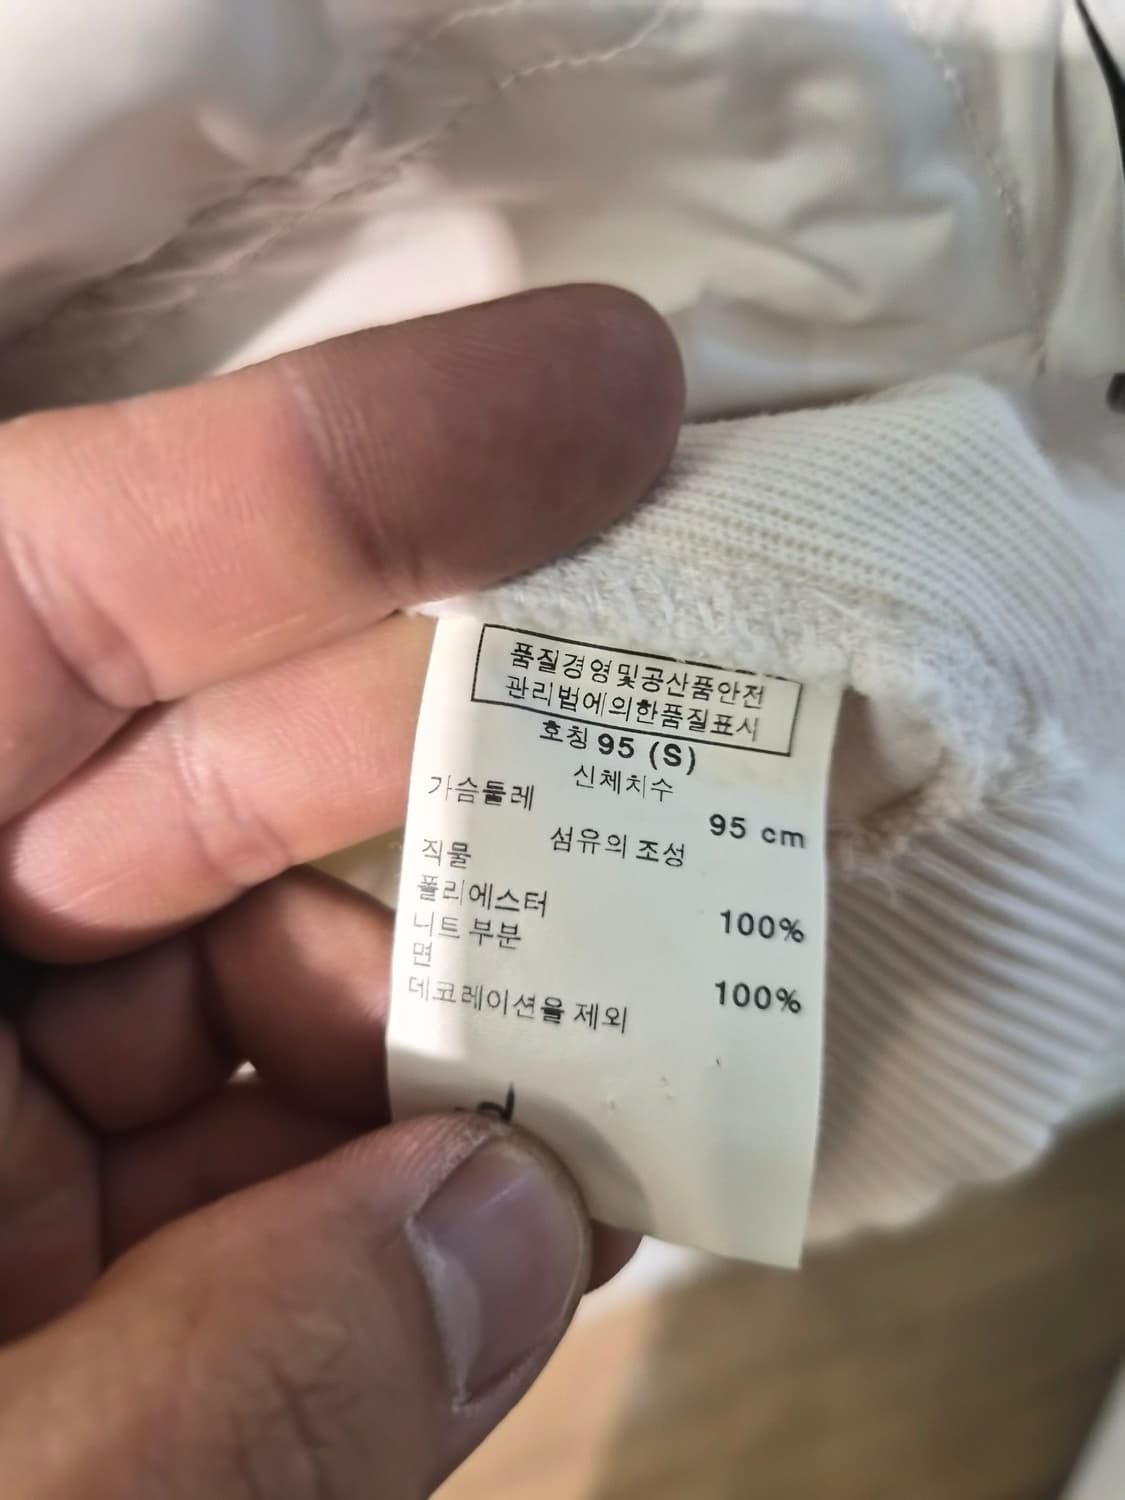 품질경영및공산품안전
관리법에의한품질표시
호칭 95 (S)
신체치수
가슴둘레 95 cm
섬유의 조성
직물
폴리에스터 100%
니트 부분
면 100%
데코레이션을 제외